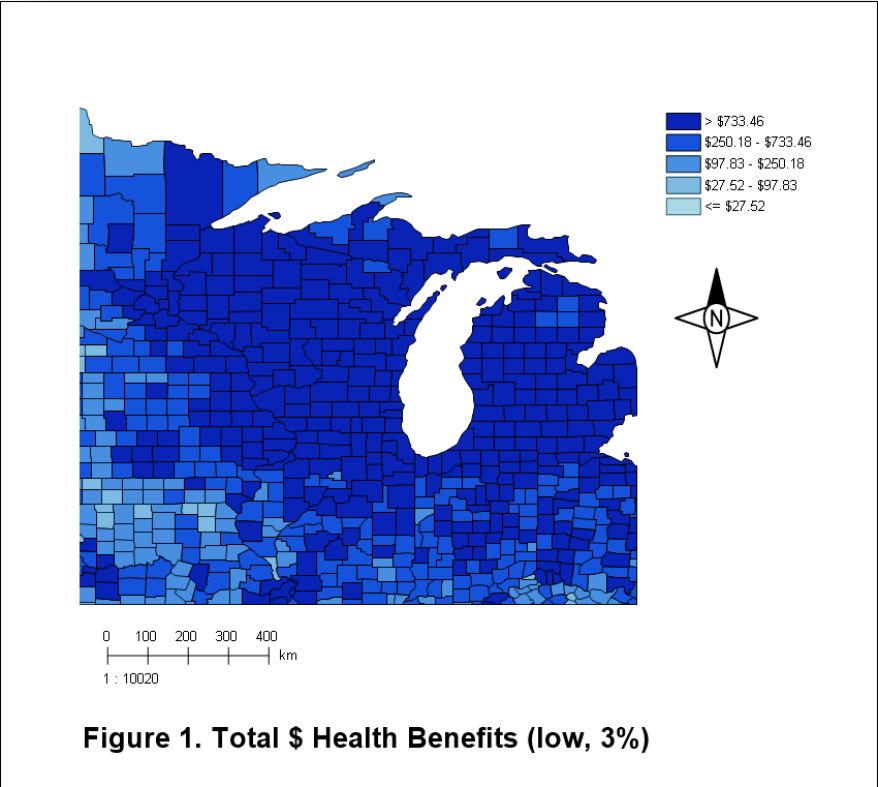 > $733.46
$250.18 - $733.46
$97.83 - $250.18
$27.52 - $97.83
<= $27.52
N
0 100 200 300 400
km
1 : 10020
Figure 1. Total $ Health Benefits (low, 3%)